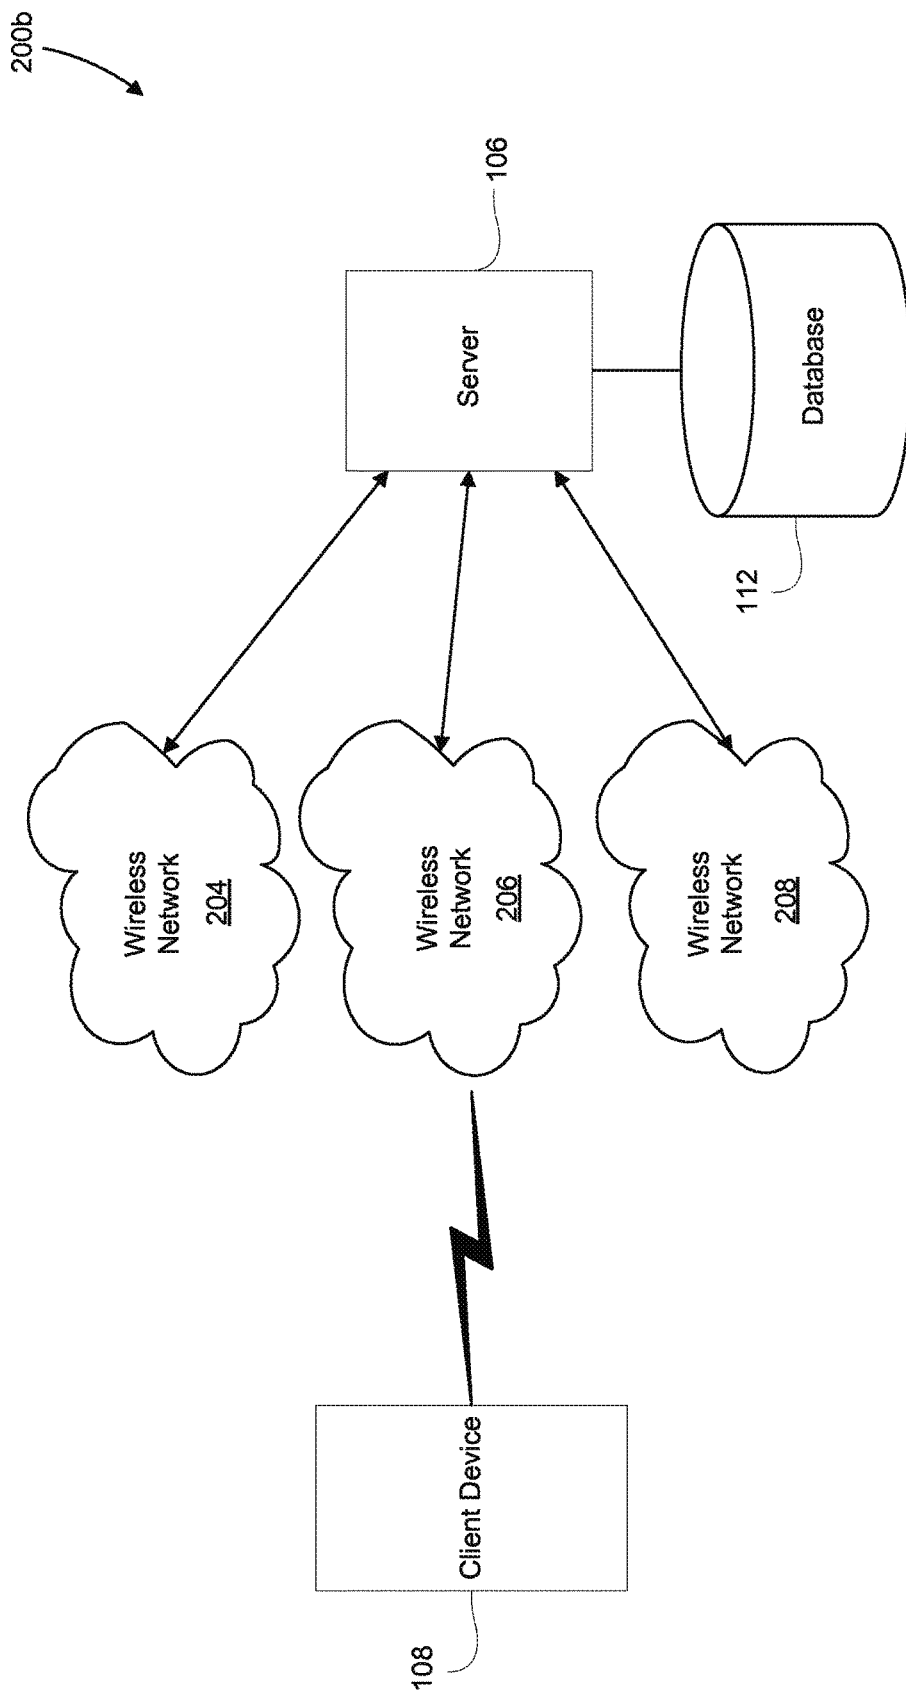 200b
Wireless
Network
204
Wireless
Network
206
Wireless
Network
208
Server
106
Database
112
Client Device
108